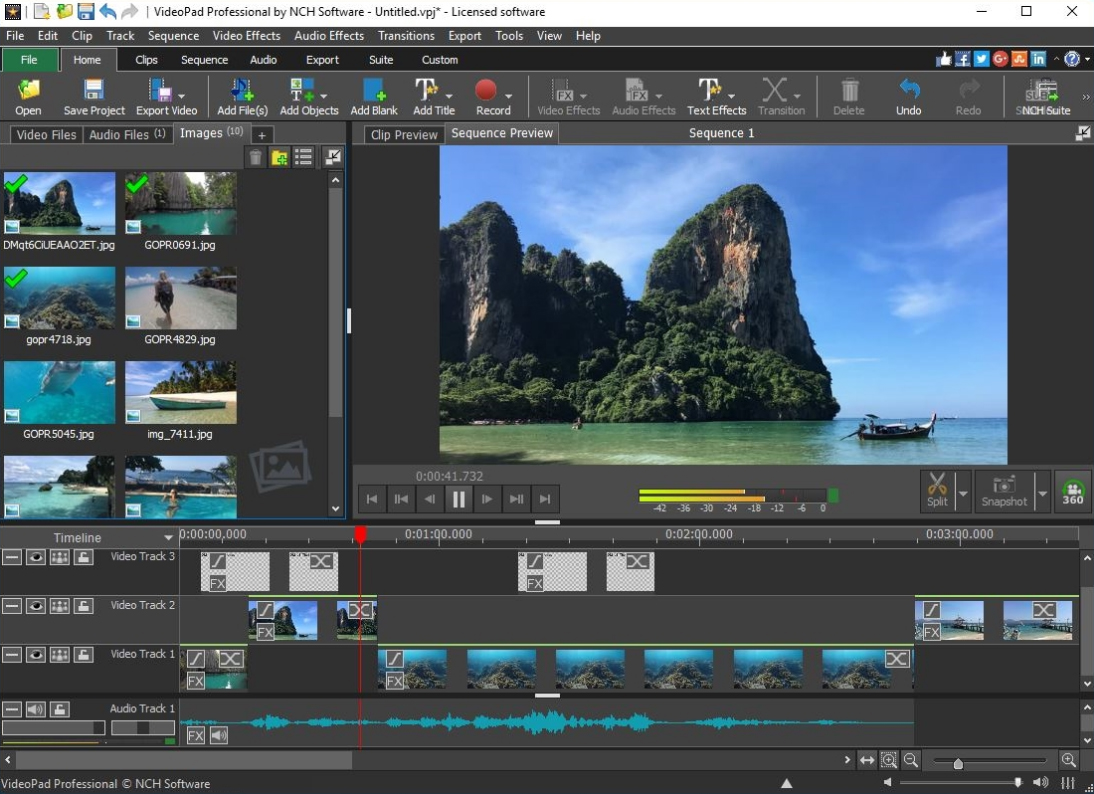 VideoPad Professional by NCH Software - Untitled.vpj* - Licensed software
File Edit Clip Track Sequence Video Effects Audio Effects Transitions Export Tools View Help
File Home Clips Sequence Audio Export Suite Custom
Open Save Project Export Video Add File(s) Add Objects Add Blank Add Title Record Video Effects Audio Effects Text Effects Transition Delete Undo Redo NCH Suite
Video Files Audio Files (1) Images (10) +
Clip Preview Sequence Preview Sequence 1
DMqt6CiUEAAO2ET.jpg GOPR0691.jpg
gopr4718.jpg GOPR4829.jpg
GOPR5045.jpg img_7411.jpg
0:00:41.732
-42 -36 -30 -24 -18 -12 -6 0
Split Snapshot 360
Timeline 0:00:00.000 0:01:00.000 0:02:00.000 0:03:00.000
Video Track 3
FX FX
Video Track 2
FX FX
Video Track 1
FX FX
Audio Track 1
FX
VideoPad Professional © NCH Software